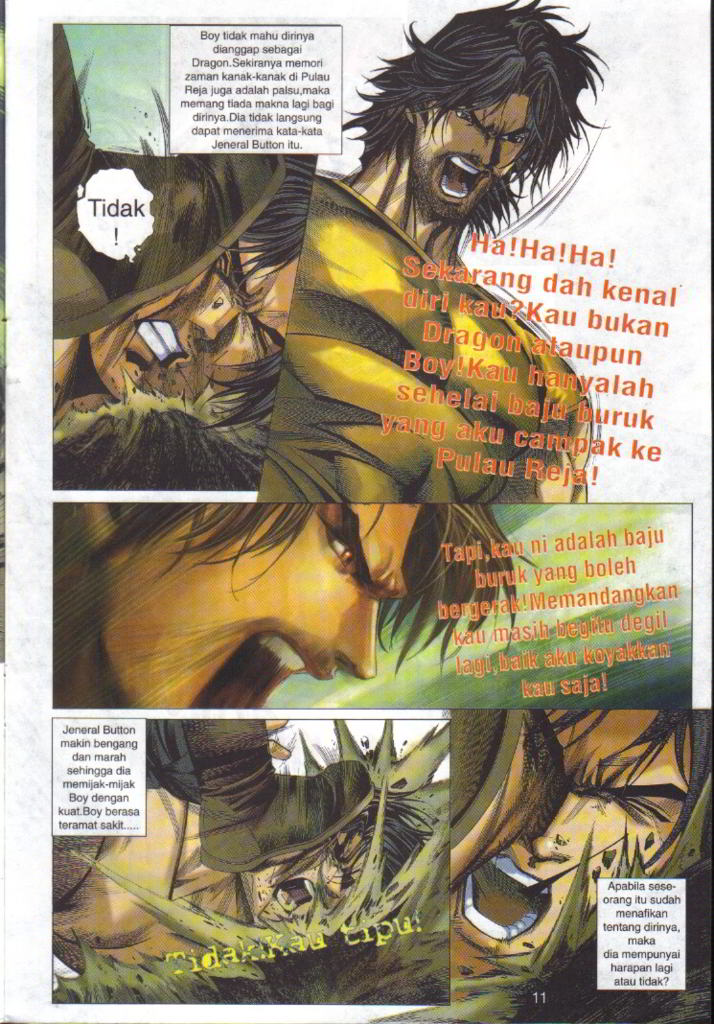 Boy tidak mahu dirinya
dianggap sebagai
Dragon.Sekiranya memori
zaman kanak-kanak di Pulau
Reja juga adalah palsu,maka
memang tiada makna lagi bagi
dirinya.Dia tidak langsung
dapat menerima kata-kata
Jeneral Button itu.
Tidak
!
Ha!Ha!Ha!
Sekarang dah kenal
diri kau?Kau bukan
Dragon ataupun
Boy!Kau hanyalah
sehelai baju buruk
yang aku campak ke
Pulau Reja!
Tapi,kau ni adalah baju
buruk yang boleh
bergerak!Memandangkan
kau masih begitu degil
lagi,baik aku koyakkan
kau saja!
Jeneral Button
makin bengang
dan marah
sehingga dia
memijak-mijak
Boy dengan
kuat.Boy berasa
teramat sakit.....
Tidak!Kau tipu!
Apabila sese-
orang itu sudah
menafikan
tentang dirinya,
maka
dia mempunyai
harapan lagi
atau tidak?
11